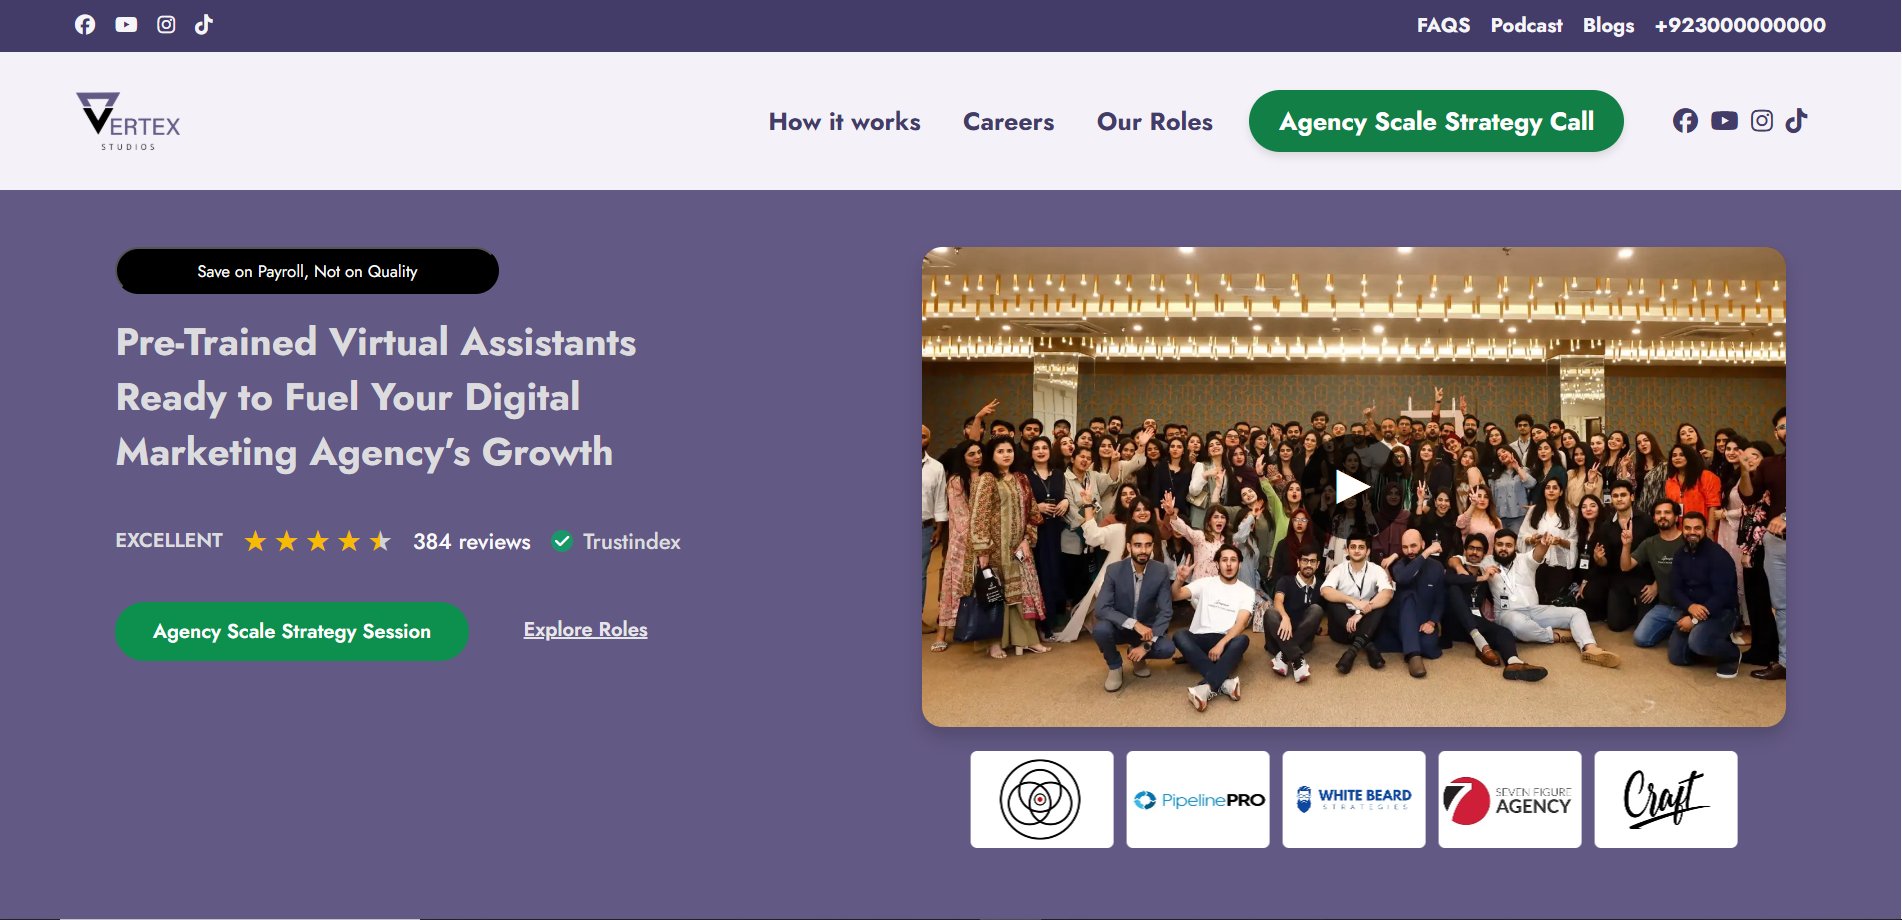 FAQS Podcast Blogs +923000000000
VERTEX
STUDIOS
How it works Careers Our Roles Agency Scale Strategy Call
Save on Payroll, Not on Quality
Pre-Trained Virtual Assistants
Ready to Fuel Your Digital
Marketing Agency’s Growth
EXCELLENT 384 reviews Trustindex
Agency Scale Strategy Session Explore Roles
PipelinePRO
WHITE BEARD
STRATEGIES
7 SEVEN FIGURE
AGENCY
Craft